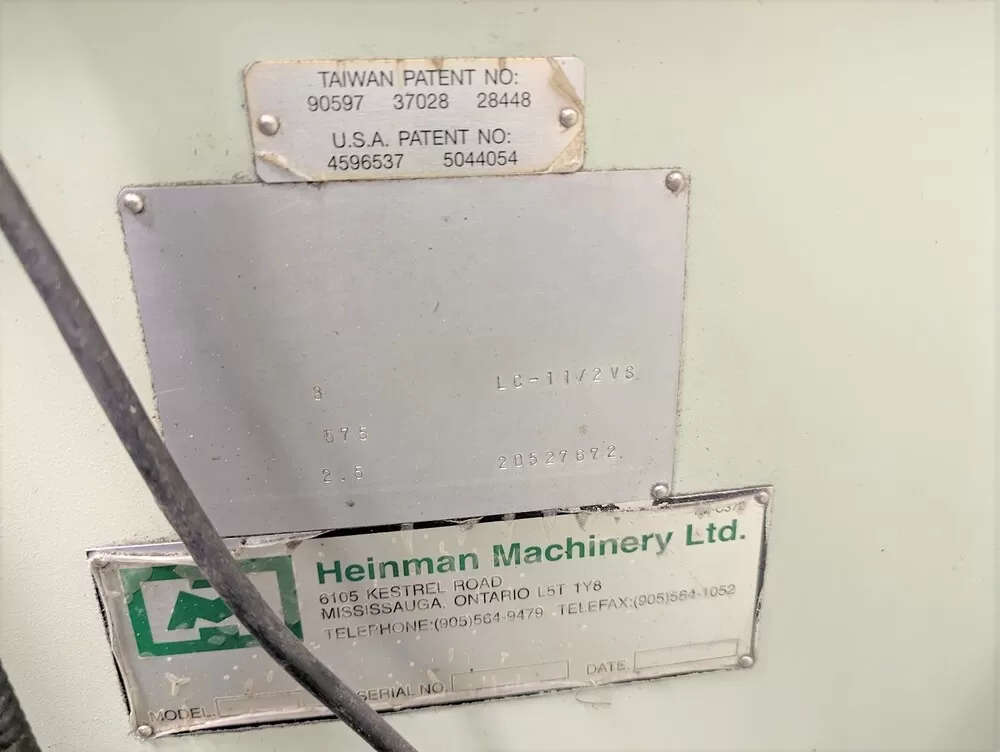 TAIWAN PATENT NO:
90597 37028 28448
U.S.A. PATENT NO:
4596537 5044054
3 LC-11/2VS
575
2.5 20527672.
Heinman Machinery Ltd.
6105 KESTREL ROAD
MISSISSAUGA, ONTARIO L5T 1Y8
TELEPHONE:(905)564-9479 TELEFAX:(905)564-1052
MODEL. SERIAL NO. DATE.